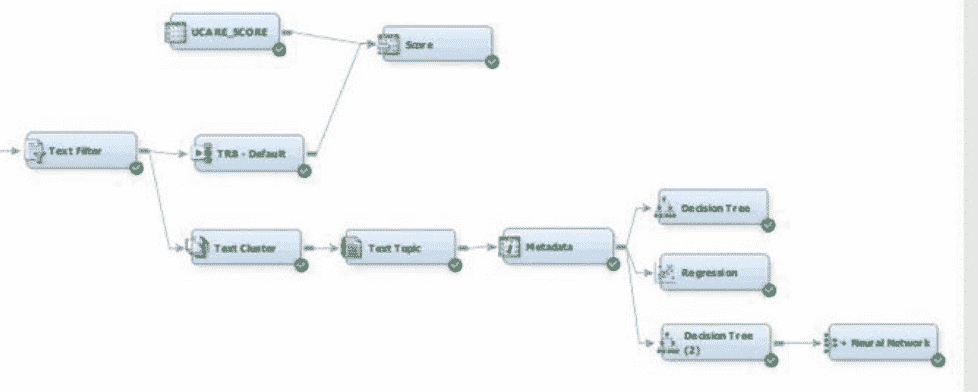 UCARE_SCORE
Score
Text Filter
TRB - Default
Text Cluster
Text Topic
Metadata
Decision Tree
Regression
Decision Tree
(2)
Neural Network